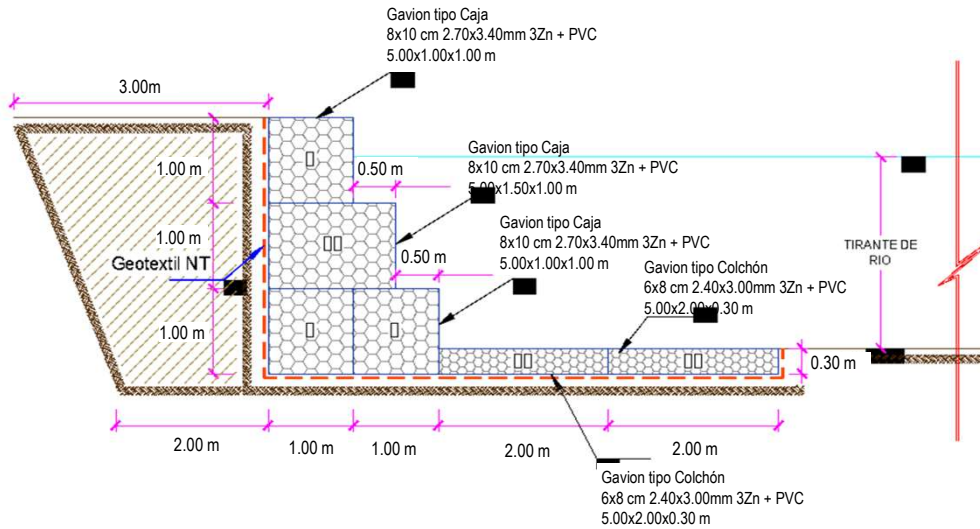 Gavion tipo Caja
8x10 cm 2.70x3.40mm 3Zn + PVC
5.00x1.00x1.00 m
3.00m
1.00 m
0.50 m
Gavion tipo Caja
8x10 cm 2.70x3.40mm 3Zn + PVC
5.00x1.50x1.00 m
1.00 m
Geotextil NT
0.50 m
Gavion tipo Caja
8x10 cm 2.70x3.40mm 3Zn + PVC
5.00x1.00x1.00 m
TIRANTE DE
RIO
Gavion tipo Colchón
6x8 cm 2.40x3.00mm 3Zn + PVC
5.00x2.00x0.30 m
1.00 m
0.30 m
2.00 m
1.00 m
1.00 m
2.00 m
2.00 m
Gavion tipo Colchón
6x8 cm 2.40x3.00mm 3Zn + PVC
5.00x2.00x0.30 m